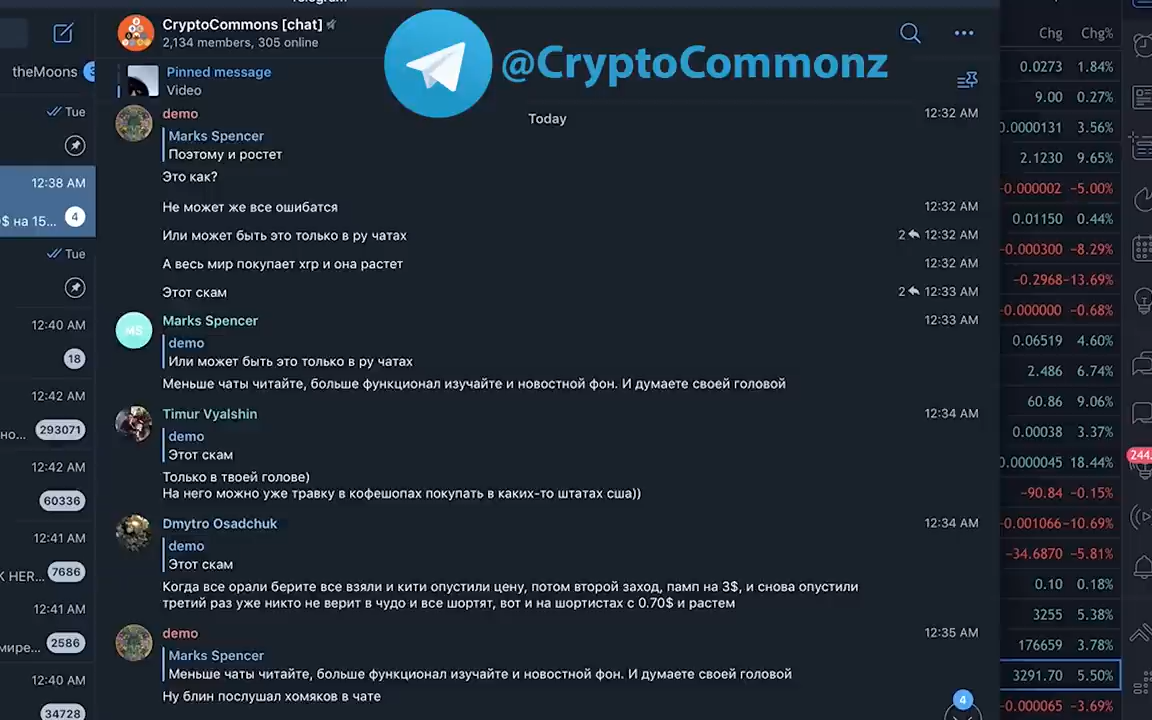 CryptoCommons [chat]
2,134 members, 305 online
@CryptoCommonz
Chg Chg%
theMoons 3
Pinned message
Video
Today
Tue
12:38 AM
$ на 15... 4
Tue
12:40 AM
18
12:42 AM
но... 293071
12:42 AM
60336
12:41 AM
K HER... 7686
12:41 AM
мире... 2586
12:40 AM
34728
demo 12:32 AM
Marks Spencer
Поэтому и ростет
Это как?
Не может же все ошибатся 12:32 AM
Или может быть это только в ру чатах 2 12:32 AM
А весь мир покупает хгр и она растет 12:32 AM
Этот скам 2 12:33 AM
Marks Spencer 12:33 AM
MS
demo
Или может быть это только в ру чатах
Меньше чаты читайте, больше функционал изучайте и новостной фон. И думаете своей головой
Timur Vyalshin 12:34 AM
demo
Этот скам
Только в твоей голове)
На него можно уже травку в кофешопах покупать в каких-то штатах сша))
Dmytro Osadchuk 12:34 AM
demo
Этот скам
Когда все орали берите все взяли и кити опустили цену, потом второй заход, памп на 3$, и снова опустили
третий раз уже никто не верит в чудо и все шортят, вот и на шортистах с 0.70$ и растем
demo 12:35 AM
Marks Spencer
Меньше чаты читайте, больше функционал изучайте и новостной фон. И думаете своей головой
Ну блин послушал хомяков в чате
4
0.0273 1.84%
9.00 0.27%
0.0000131 3.56%
2.1230 9.65%
-0.000002 -5.00%
0.01150 0.44%
-0.000300 -8.29%
-0.2968 -13.69%
-0.000000 -0.68%
0.06519 4.60%
2.486 6.74%
60.86 9.06%
0.00038 3.37%
0.0000045 18.44%
-90.84 -0.15%
-0.001066 -10.69%
-34.6870 -5.81%
0.10 0.18%
3255 5.38%
176659 3.78%
3291.70 5.50%
-0.000065 -3.69%
244